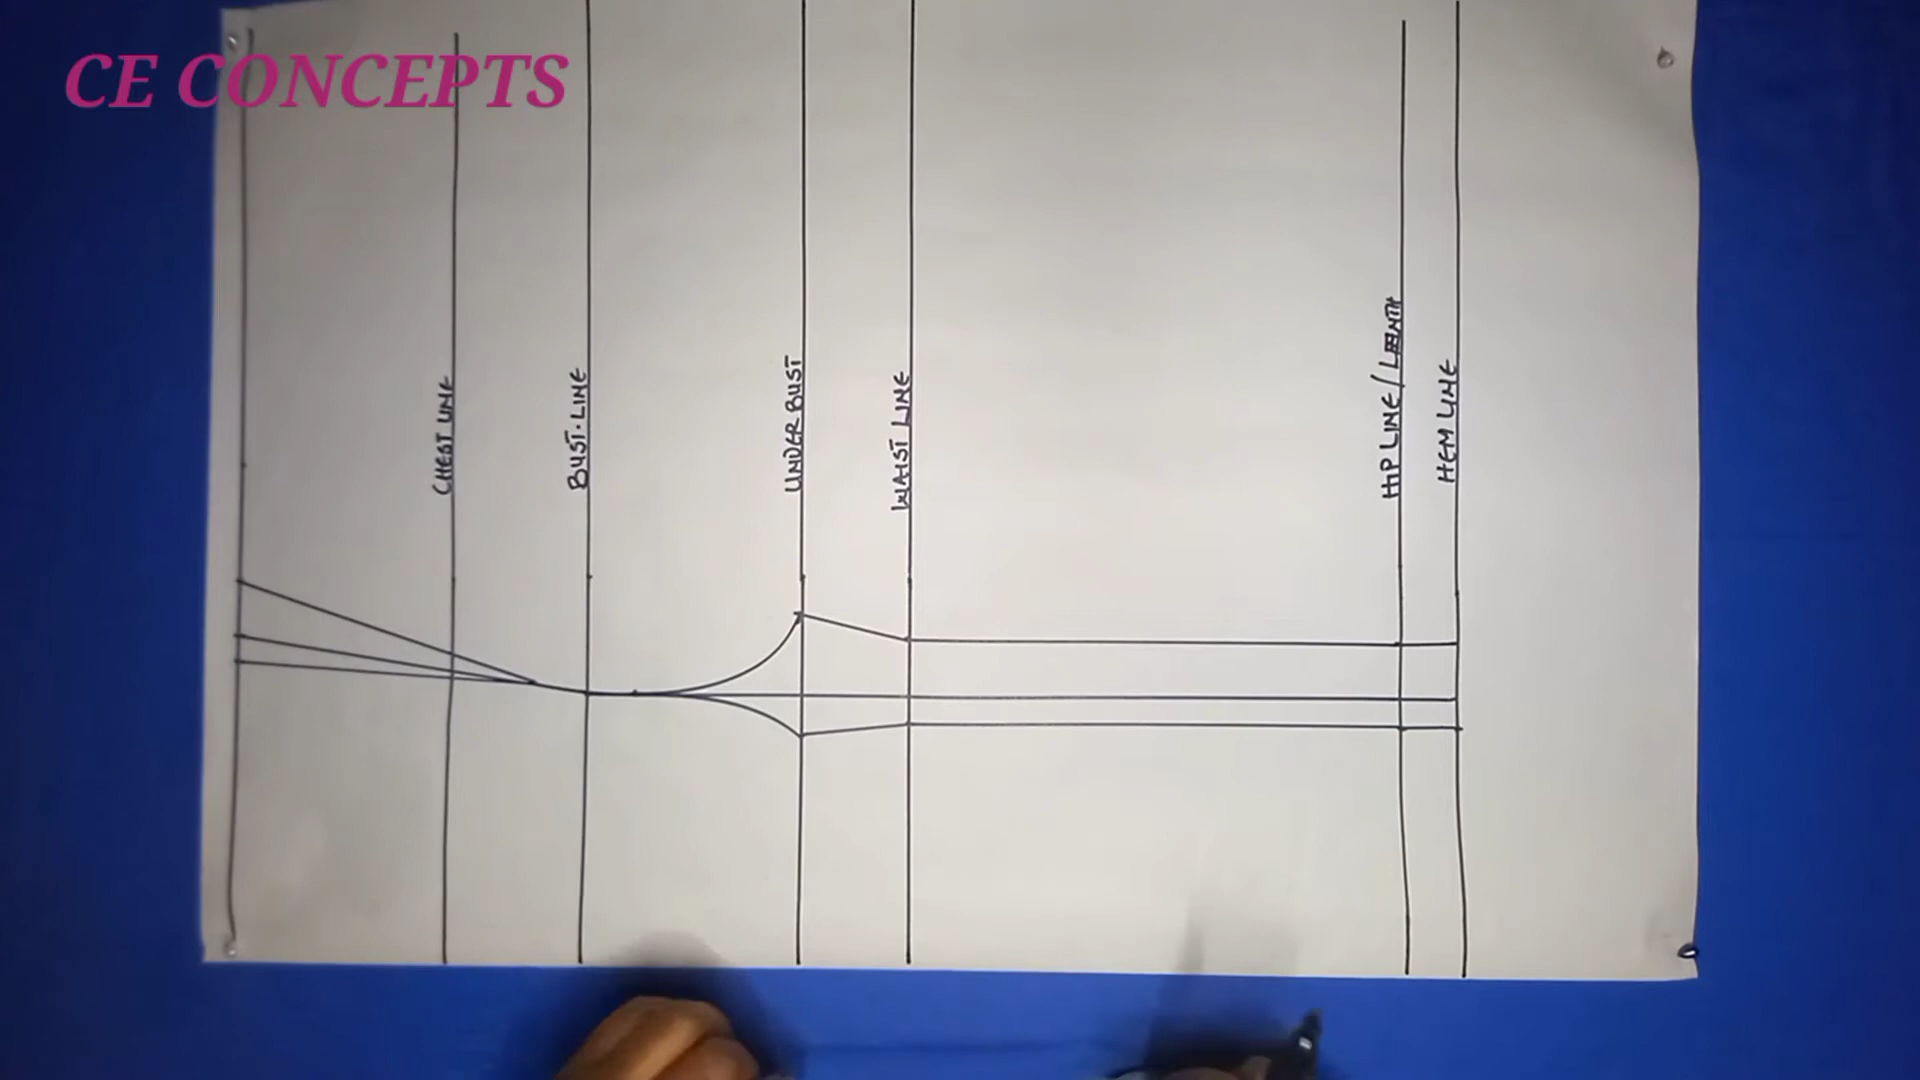 CE CONCEPTS
CHEST LINE
BUST. LINE
UNDER BUST
WAIST LINE
HIP LINE /
HEM LINE